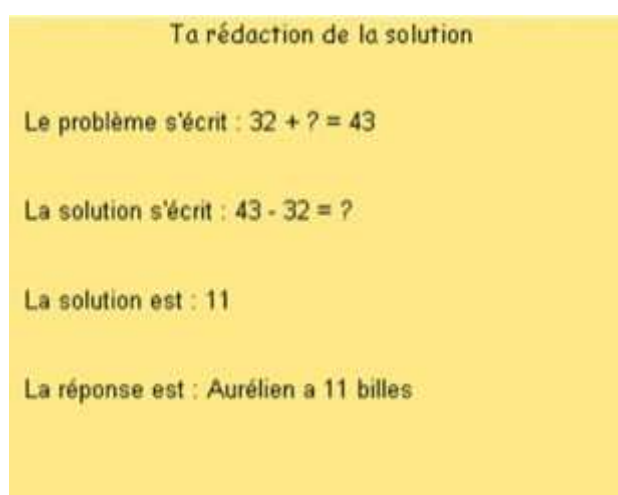 Ta rédaction de la solution
Le problème s'écrit : 32 + ? = 43
La solution s'écrit : 43 - 32 = ?
La solution est : 11
La réponse est : Aurélien a 11 billes